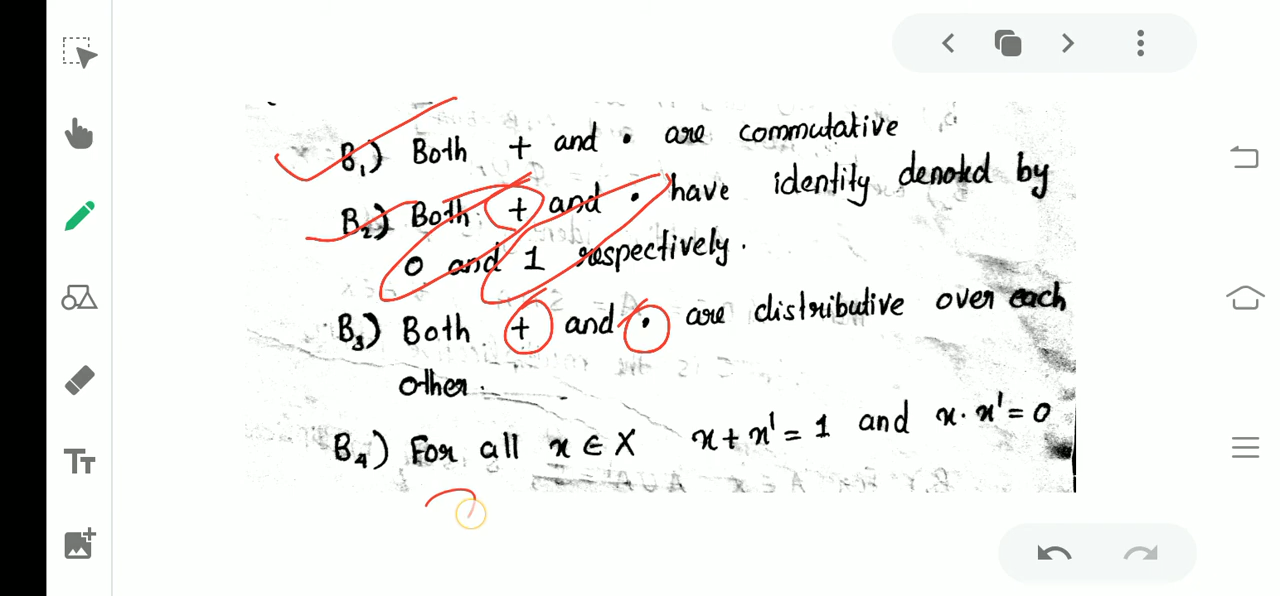 B₁) Both + and • are commutative
B₂) Both + and • have identity denoted by
0 and 1 respectively.
B₃) Both + and • are distributive over each
other.
B₄) For all x ∈ X x + x' = 1 and x · x' = 0
Tт